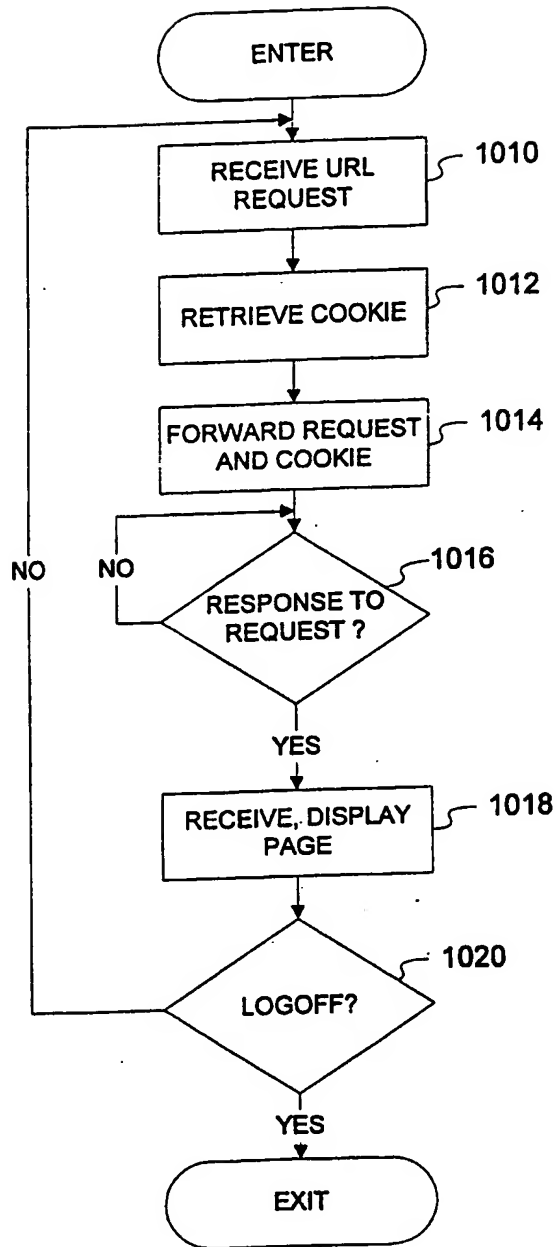 ENTER
RECEIVE URL
REQUEST
1010
RETRIEVE COOKIE
1012
FORWARD REQUEST
AND COOKIE
1014
NO
NO
RESPONSE TO
REQUEST ?
1016
YES
RECEIVE, DISPLAY
PAGE
1018
LOGOFF?
1020
YES
EXIT